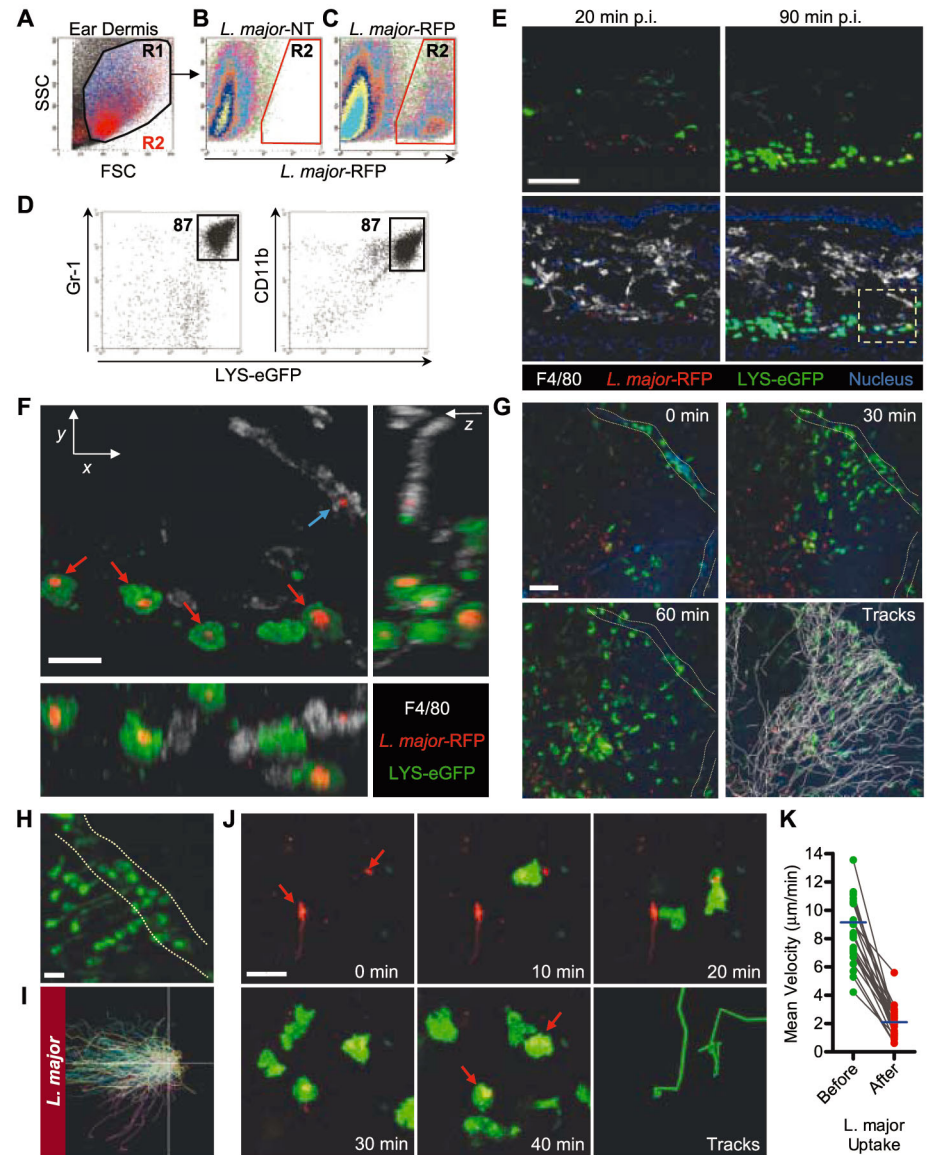 A
Ear Dermis
R1
SSC
R2
FSC
B
L. major-NT
R2
C
L. major-RFP
R2
L. major-RFP
D
87
Gr-1
87
CD11b
LYS-eGFP
E
20 min p.i.
90 min p.i.
F4/80 L. major-RFP LYS-eGFP Nucleus
F
y
x
z
F4/80
L. major-RFP
LYS-eGFP
G
0 min
30 min
60 min
Tracks
H
I
L. major
J
0 min
10 min
20 min
30 min
40 min
Tracks
K
Mean Velocity (μm/min)
14
12
10
8
6
4
2
0
Before
After
L. major
Uptake